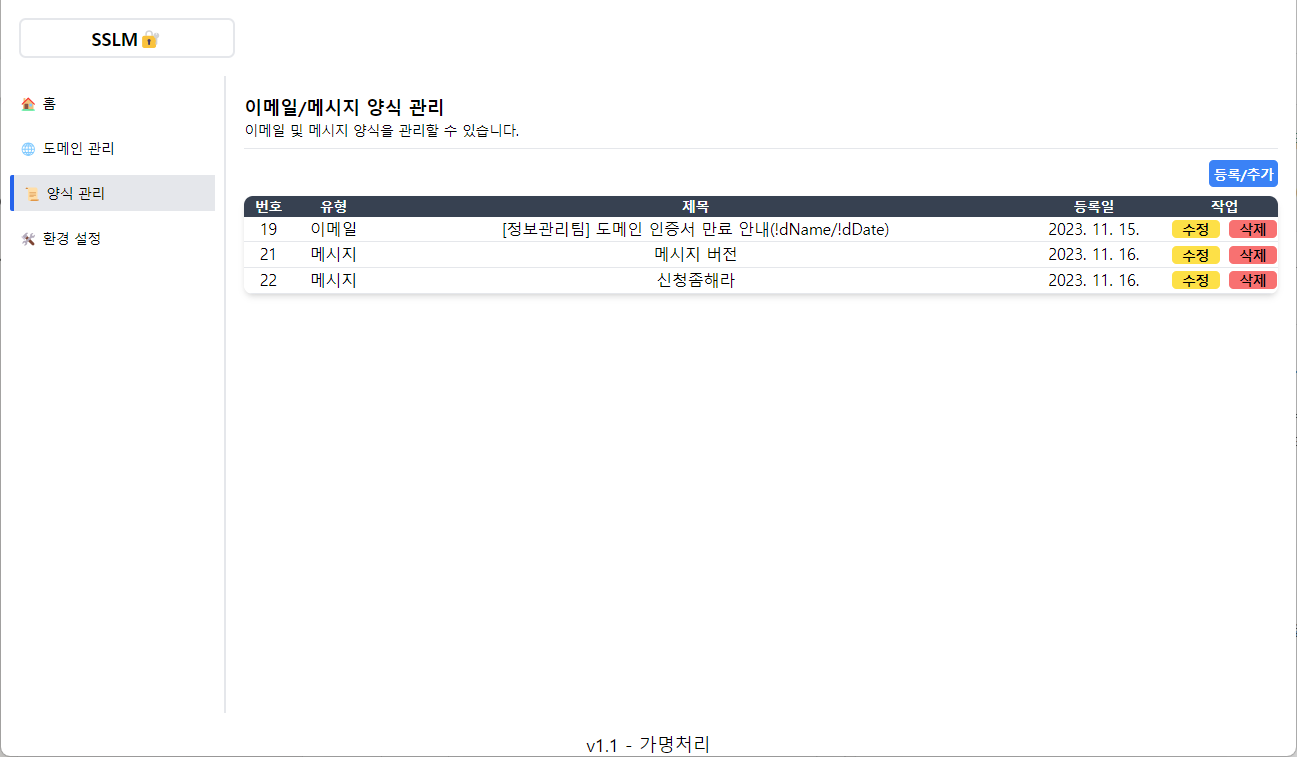 SSLM
홈
도메인 관리
양식 관리
환경 설정
이메일/메시지 양식 관리
이메일 및 메시지 양식을 관리할 수 있습니다.
등록/추가
번호 유형 제목 등록일 작업
19 이메일 [정보관리팀] 도메인 인증서 만료 안내(!dName/!dDate) 2023. 11. 15. 수정 삭제
21 메시지 메시지 버전 2023. 11. 16. 수정 삭제
22 메시지 신청좀해라 2023. 11. 16. 수정 삭제
v1.1 - 가명처리